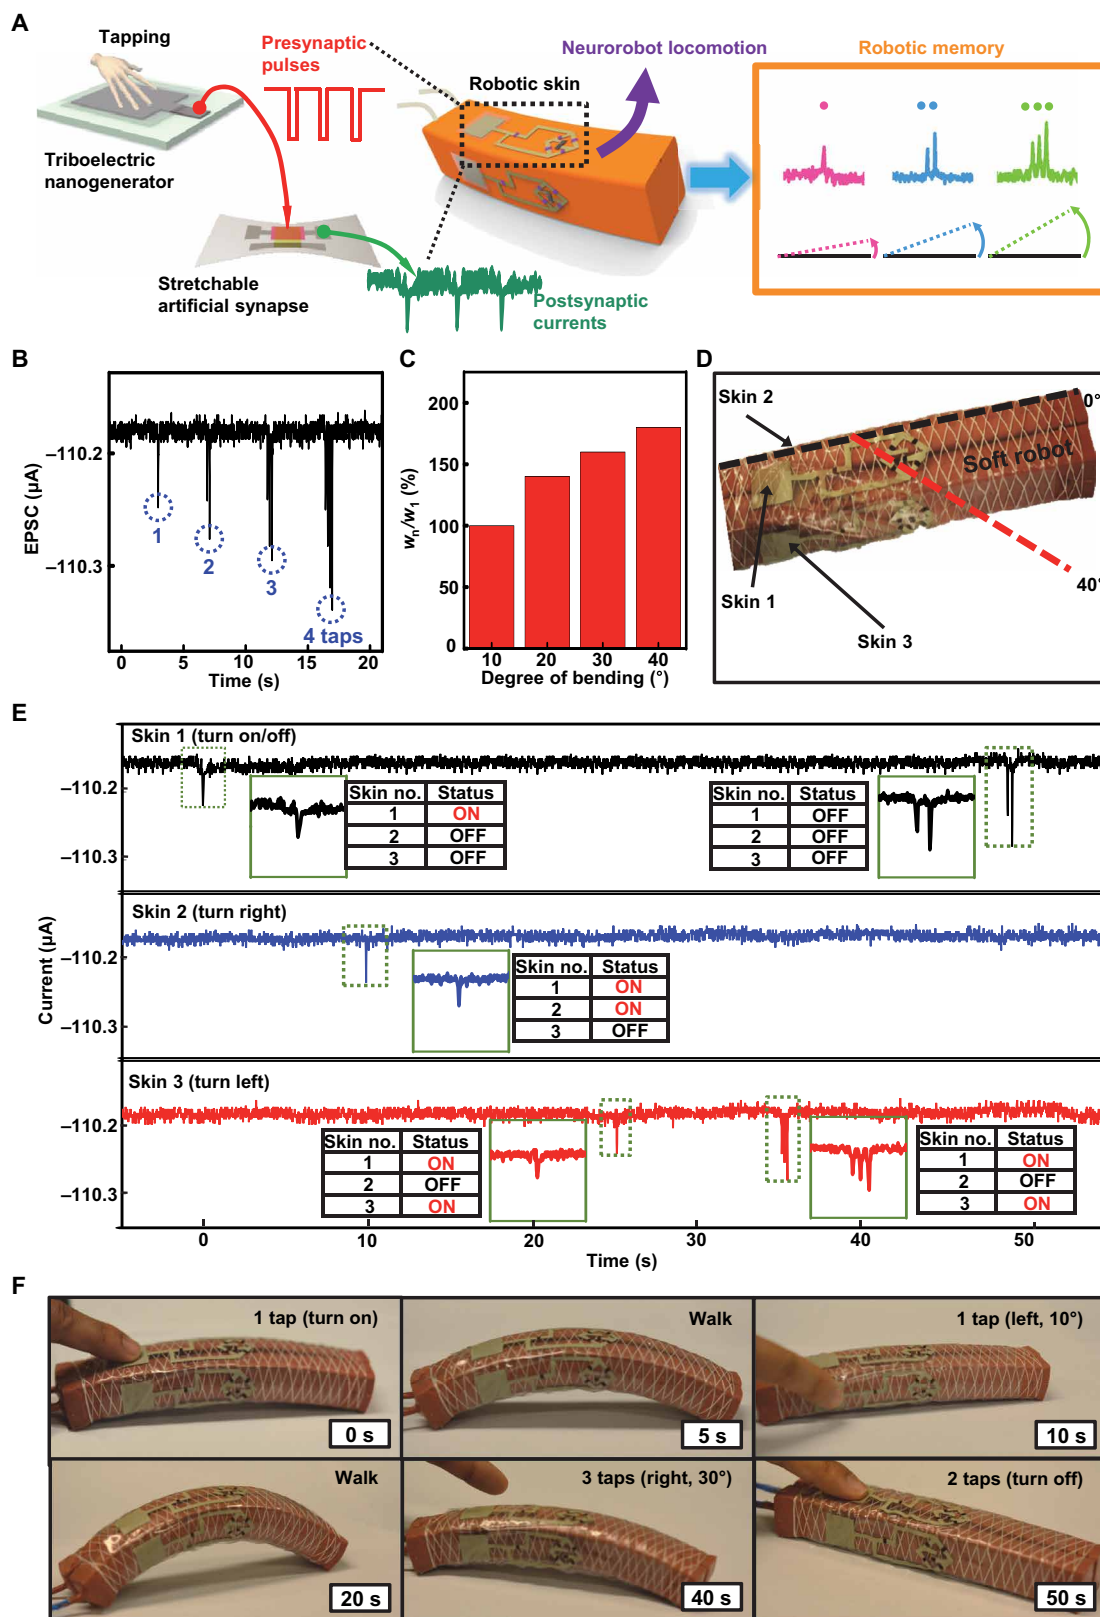 A
Tapping
Presynaptic
pulses
Triboelectric
nanogenerator
Stretchable
artificial synapse
Postsynaptic
currents
Robotic skin
Neurorobot locomotion
Robotic memory
B
EPSC (µA)
–110.2
–110.3
1
2
3
4 taps
0
5
10
15
20
Time (s)
C
wn/w1 (%)
200
150
100
50
0
10
20
30
40
Degree of bending (°)
D
Skin 2
0°
Soft robot
40°
Skin 1
Skin 3
E
Current (µA)
Skin 1 (turn on/off)
–110.2
–110.3
Skin no. Status
1 ON
2 OFF
3 OFF
Skin no. Status
1 OFF
2 OFF
3 OFF
Skin 2 (turn right)
–110.2
–110.3
Skin no. Status
1 ON
2 ON
3 OFF
Skin 3 (turn left)
–110.2
–110.3
Skin no. Status
1 ON
2 OFF
3 ON
Skin no. Status
1 ON
2 OFF
3 ON
0
10
20
30
40
50
Time (s)
F
1 tap (turn on)
0 s
Walk
5 s
1 tap (left, 10°)
10 s
Walk
20 s
3 taps (right, 30°)
40 s
2 taps (turn off)
50 s